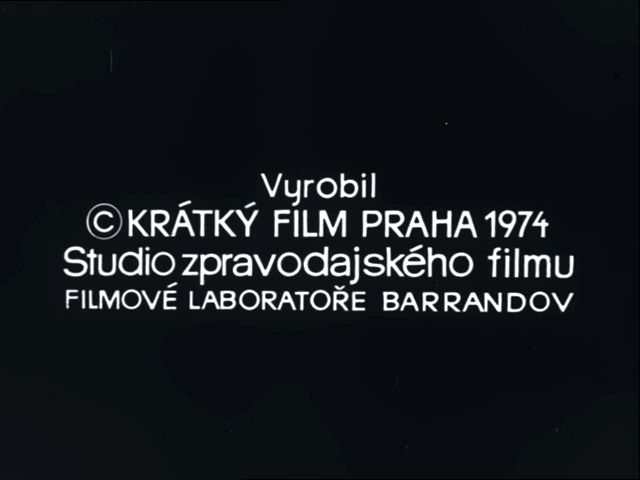 Vyrobil
© KRÁTKÝ FILM PRAHA 1974
Studio zpravodajského filmu
FILMOVÉ LABORATOŘE BARRANDOV